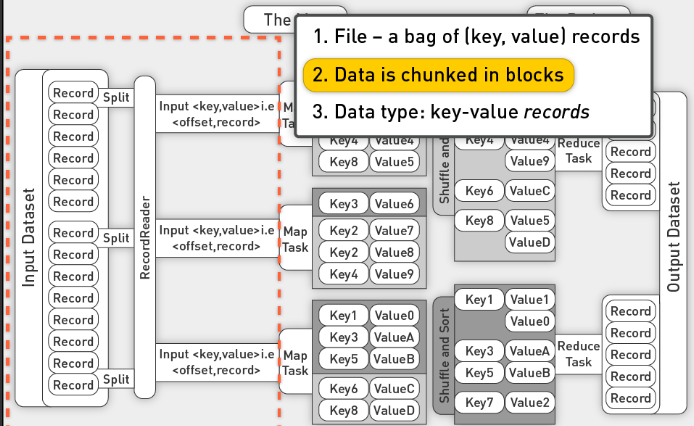 The M
1. File – a bag of (key, value) records
2. Data is chunked in blocks
3. Data type: key-value records
Input Dataset
Record
Record
Record
Record
Record
Record
Record
Record
Record
Record
Record
Record
Record
Record
Split
Split
Split
RecordReader
Input <key,value>i.e
<offset,record>
Input <key,value>i.e
<offset,record>
Input <key,value>i.e
<offset,record>
Map
Task
Map
Task
Map
Task
Key4 Value4
Key8 Value5
Key3 Value6
Key2 Value7
Key2 Value8
Key4 Value9
Key1 Value0
Key3 ValueA
Key5 ValueB
Key6 ValueC
Key8 ValueD
Shuffle and
Key4 Value4
Value9
Key6 ValueC
Key8 Value5
ValueD
Shuffle and Sort
Key1 Value1
Value0
Key3 ValueA
Key5 ValueB
Key7 Value2
Reduce
Task
Reduce
Task
Record
Record
Record
Record
Record
Record
Record
Record
Output Dataset